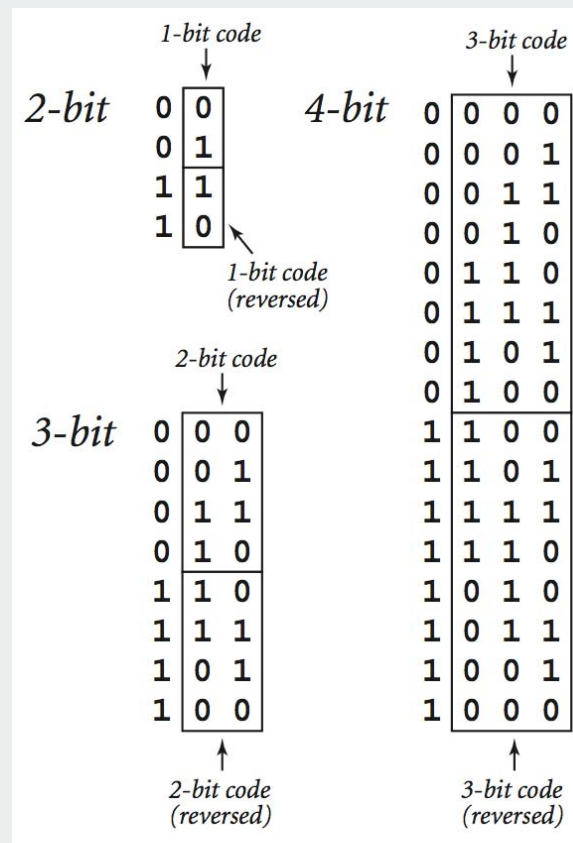 1-bit code
2-bit 0 0
0 1
1 1
1 0
1-bit code
(reversed)
2-bit code
3-bit 0 0 0
0 0 1
0 1 1
0 1 0
1 1 0
1 1 1
1 0 1
1 0 0
2-bit code
(reversed)
3-bit code
4-bit 0 0 0 0
0 0 0 1
0 0 1 1
0 0 1 0
0 1 1 0
0 1 1 1
0 1 0 1
0 1 0 0
1 1 0 0
1 1 0 1
1 1 1 1
1 1 1 0
1 0 1 0
1 0 1 1
1 0 0 1
1 0 0 0
3-bit code
(reversed)